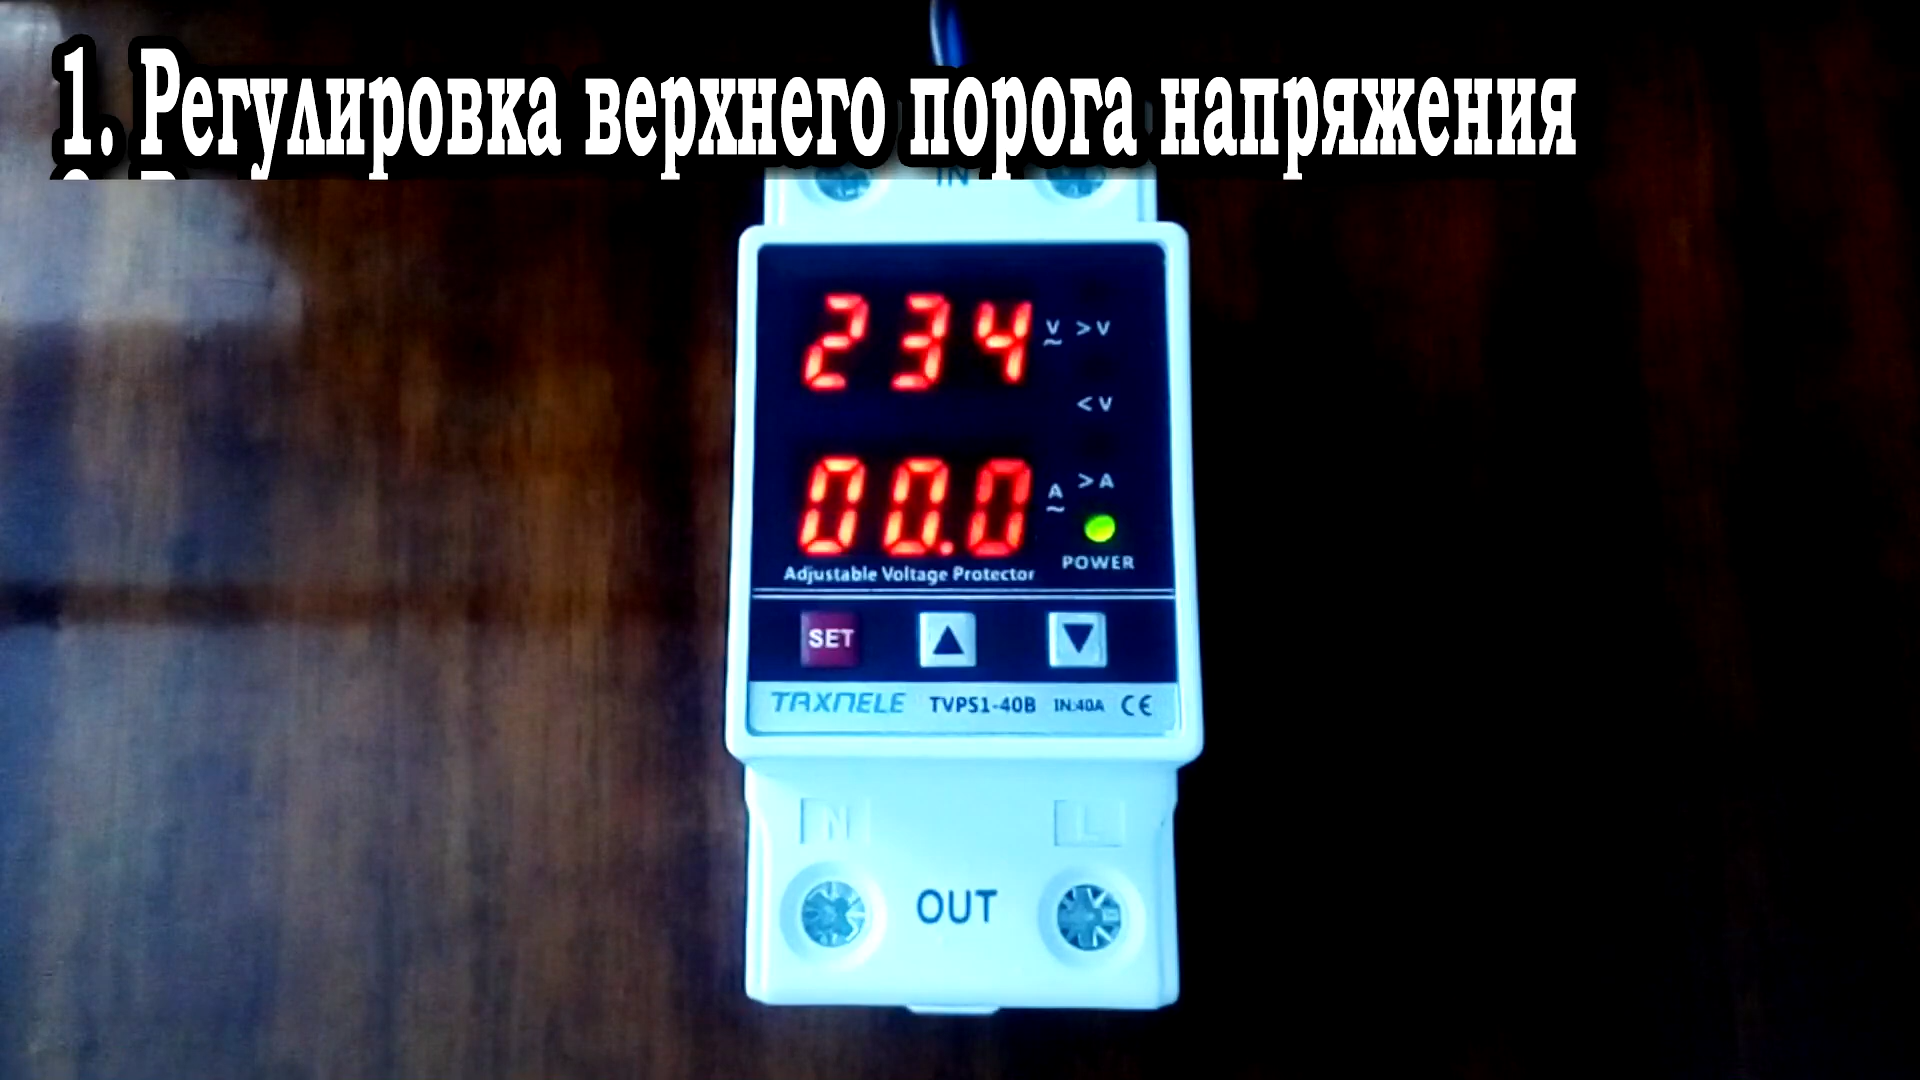 1. Регулировка верхнего порога напряжения
IN
234 V~ >V
<V
00.0 A~ >A
Adjustable Voltage Protector POWER
SET ▲ ▼
TAXNELE TVPS1-40B IN:40A CE
N L
OUT